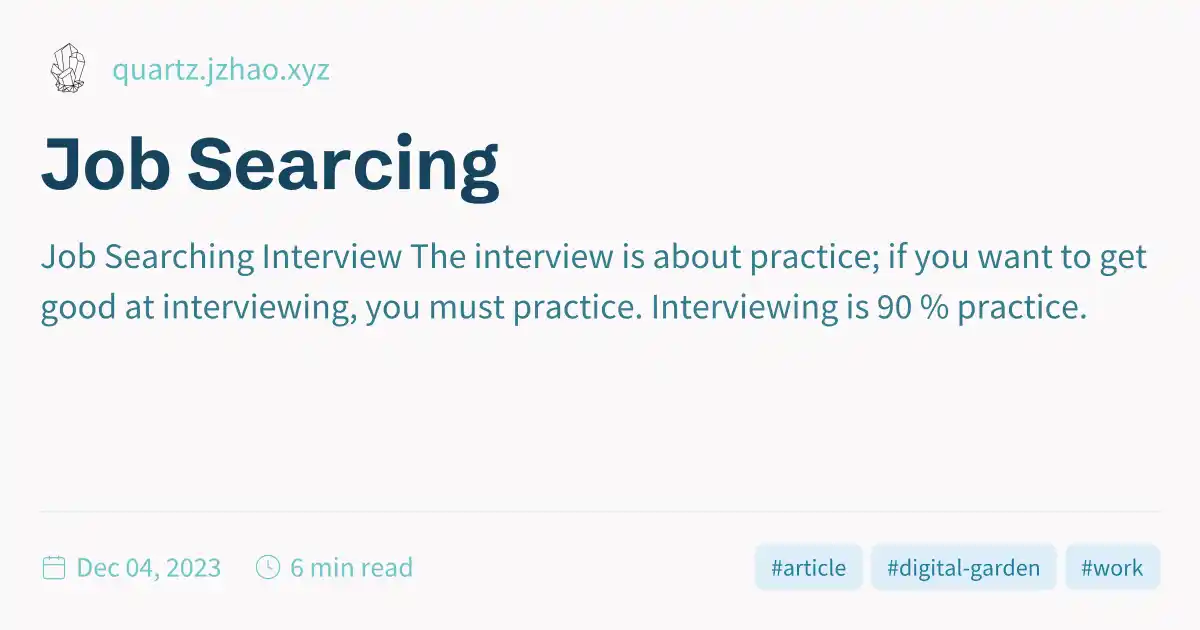 quartz.jzhao.xyz
Job Searcing
Job Searching Interview The interview is about practice; if you want to get
good at interviewing, you must practice. Interviewing is 90 % practice.
Dec 04, 2023 6 min read #article #digital-garden #work